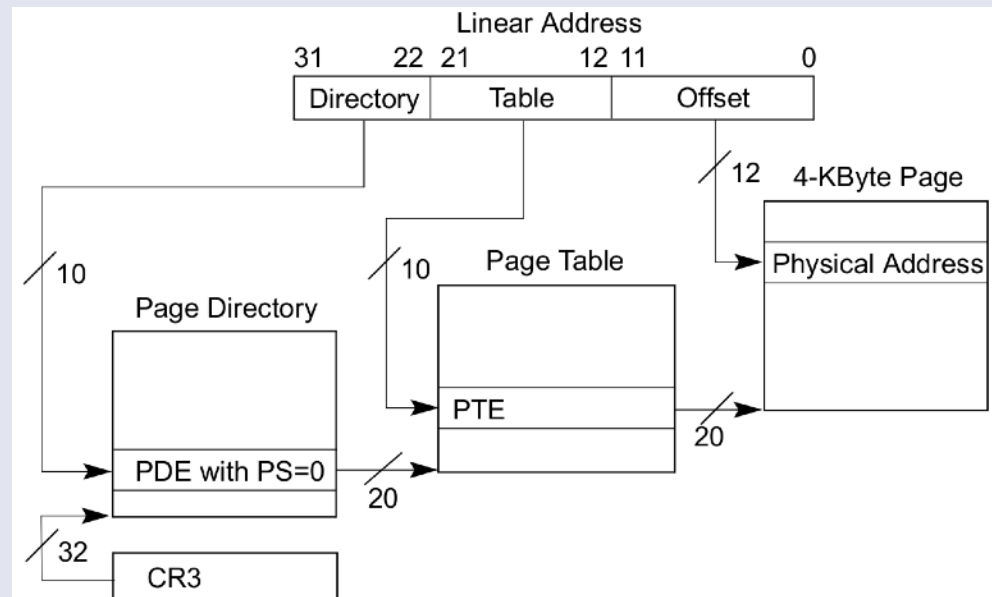 Linear Address
31 22 21 12 11 0
Directory Table Offset
12
4-KByte Page
10
10
Page Table
Physical Address
Page Directory
PTE
20
PDE with PS=0
20
32
CR3